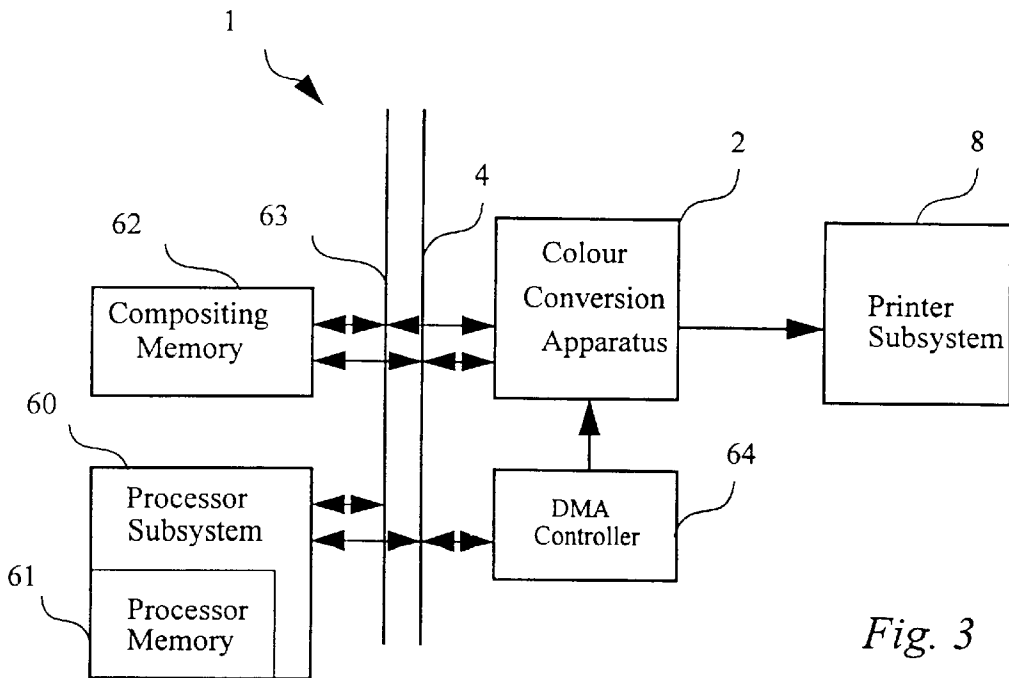 1
2
8
4
63
62
Colour
Conversion
Apparatus
Printer
Subsystem
Compositing
Memory
60
64
Processor
Subsystem
DMA
Controller
61
Processor
Memory
Fig. 3